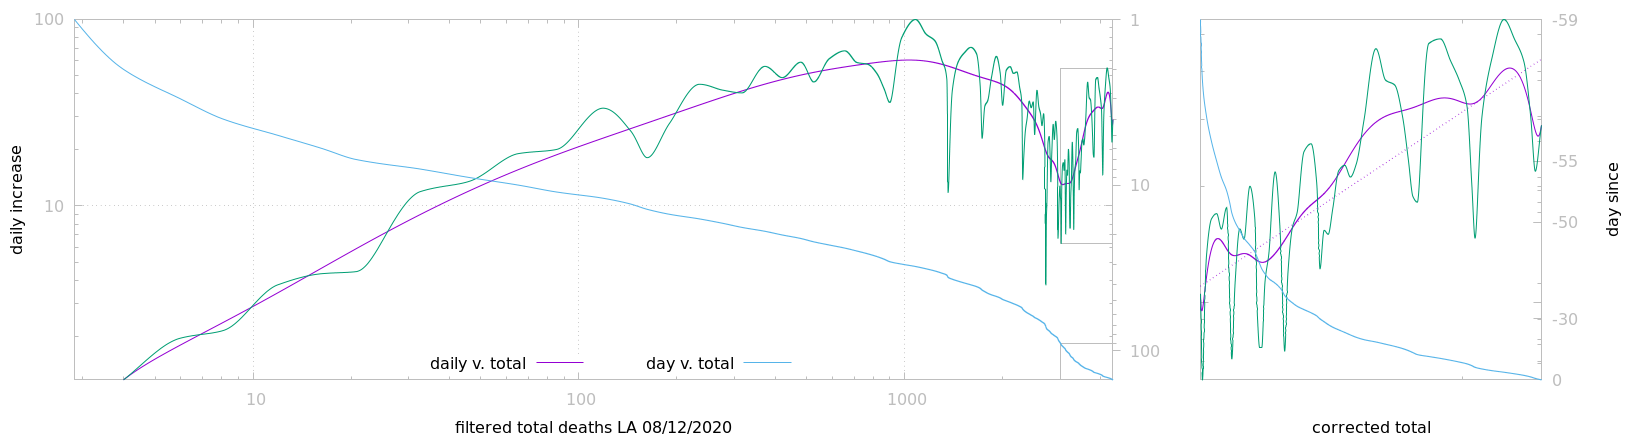 100
10
daily increase
10
100
1000
filtered total deaths LA 08/12/2020
daily v. total
day v. total
1
10
100
-59
-55
-50
-30
0
day since
corrected total